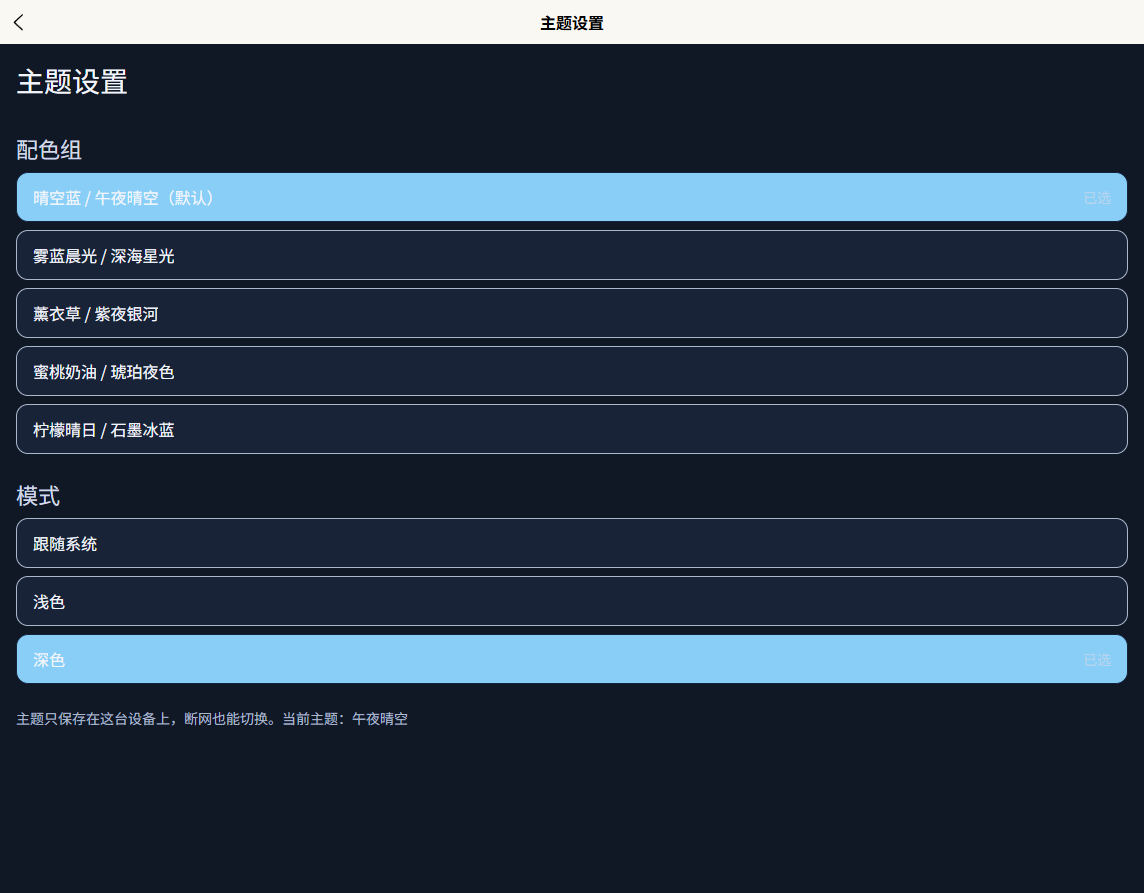 主题设置
主题设置
配色组
晴空蓝 / 午夜晴空（默认） 已选
雾蓝晨光 / 深海星光
薰衣草 / 紫夜银河
蜜桃奶油 / 琥珀夜色
柠檬晴日 / 石墨冰蓝
模式
跟随系统
浅色
深色 已选
主题只保存在这台设备上，断网也能切换。当前主题：午夜晴空